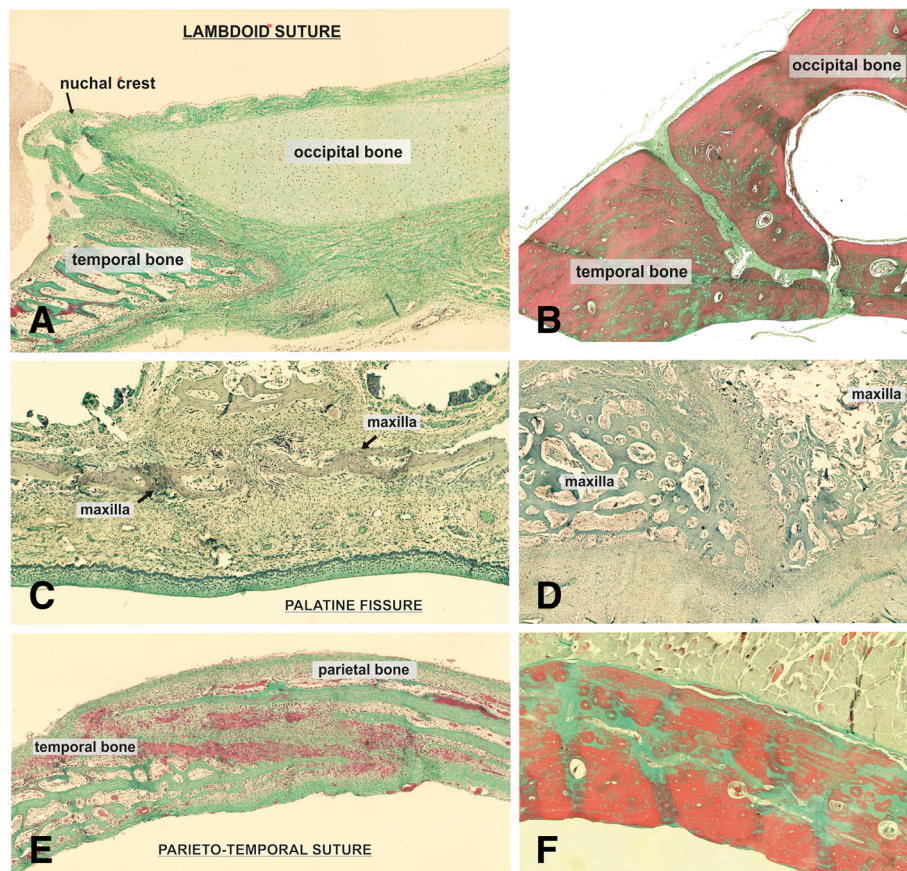 LAMBDOID SUTURE
nuchal crest
occipital bone
temporal bone
A
occipital bone
temporal bone
B
maxilla
maxilla
C
PALATINE FISSURE
maxilla
maxilla
D
parietal bone
temporal bone
E
PARIETO-TEMPORAL SUTURE
F